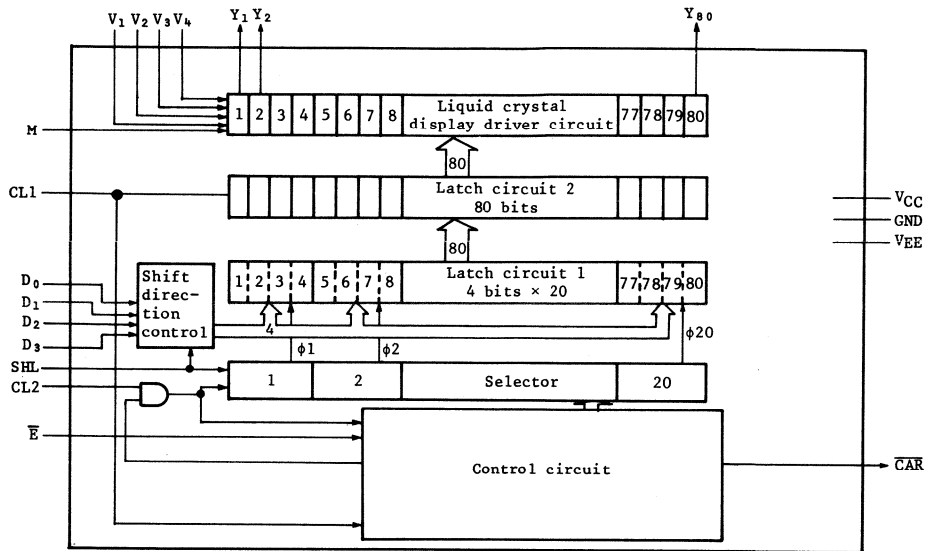 V1 V2 V3 V4 Y1 Y2 Y80
1 2 3 4 5 6 7 8 Liquid crystal display driver circuit 77 78 79 80
M
80
CL1
Latch circuit 2
80 bits
VCC
GND
VEE
80
1 2 3 4 5 6 7 8 Latch circuit 1 4 bits × 20 77 78 79 80
Shift
direc-
tion
control
D0
D1
D2
D3
4
ϕ1 ϕ2 ϕ20
SHL
1 2 Selector 20
CL2
E̅
Control circuit
C̅A̅R̅